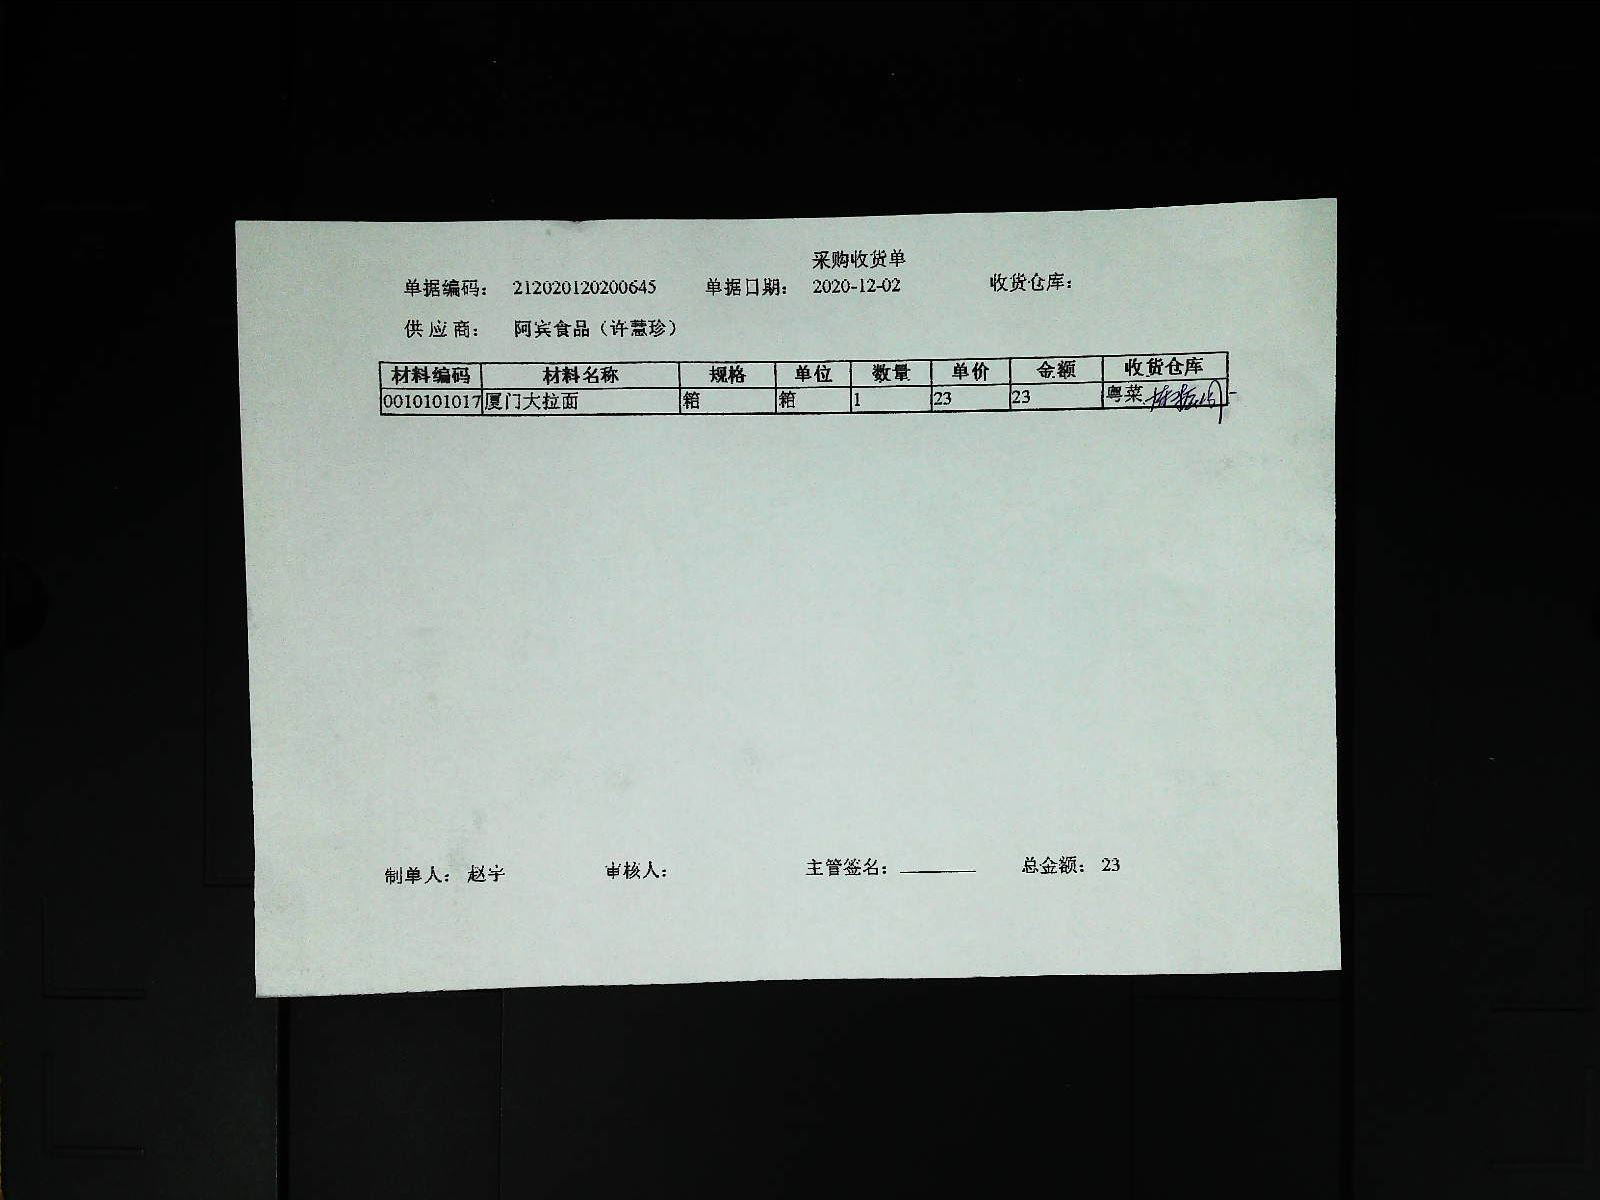 采购收货单
单据编码： 212020120200645 单据日期： 2020-12-02 收货仓库：
供应商： 阿宾食品（许慧珍）
材料编码 材料名称 规格 单位 数量 单价 金额 收货仓库
0010101017 厦门大拉面 箱 箱 1 23 23 粤菜
制单人： 赵宇 审核人： 主管签名： 总金额： 23